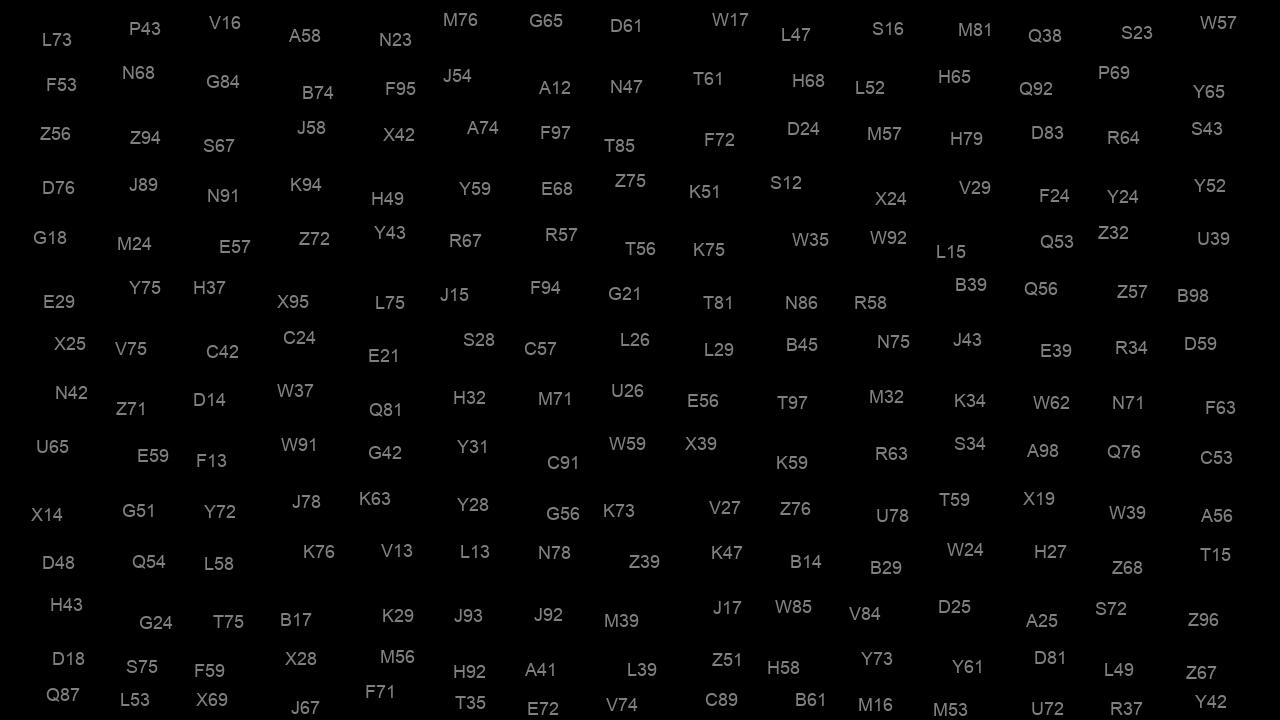 L73 P43 V16 A58 N23 M76 G65 D61 W17 L47 S16 M81 Q38 S23 W57
F53 N68 G84 B74 F95 J54 A12 N47 T61 H68 L52 H65 Q92 P69 Y65
Z56 Z94 S67 J58 X42 A74 F97 T85 F72 D24 M57 H79 D83 R64 S43
D76 J89 N91 K94 H49 Y59 E68 Z75 K51 S12 X24 V29 F24 Y24 Y52
G18 M24 E57 Z72 Y43 R67 R57 T56 K75 W35 W92 L15 Q53 Z32 U39
E29 Y75 H37 X95 L75 J15 F94 G21 T81 N86 R58 B39 Q56 Z57 B98
X25 V75 C42 C24 E21 S28 C57 L26 L29 B45 N75 J43 E39 R34 D59
N42 Z71 D14 W37 Q81 H32 M71 U26 E56 T97 M32 K34 W62 N71 F63
U65 E59 F13 W91 G42 Y31 C91 W59 X39 K59 R63 S34 A98 Q76 C53
X14 G51 Y72 J78 K63 Y28 G56 K73 V27 Z76 U78 T59 X19 W39 A56
D48 Q54 L58 K76 V13 L13 N78 Z39 K47 B14 B29 W24 H27 Z68 T15
H43 G24 T75 B17 K29 J93 J92 M39 J17 W85 V84 D25 A25 S72 Z96
D18 S75 F59 X28 M56 H92 A41 L39 Z51 H58 Y73 Y61 D81 L49 Z67
Q87 L53 X69 J67 F71 T35 E72 V74 C89 B61 M16 M53 U72 R37 Y42